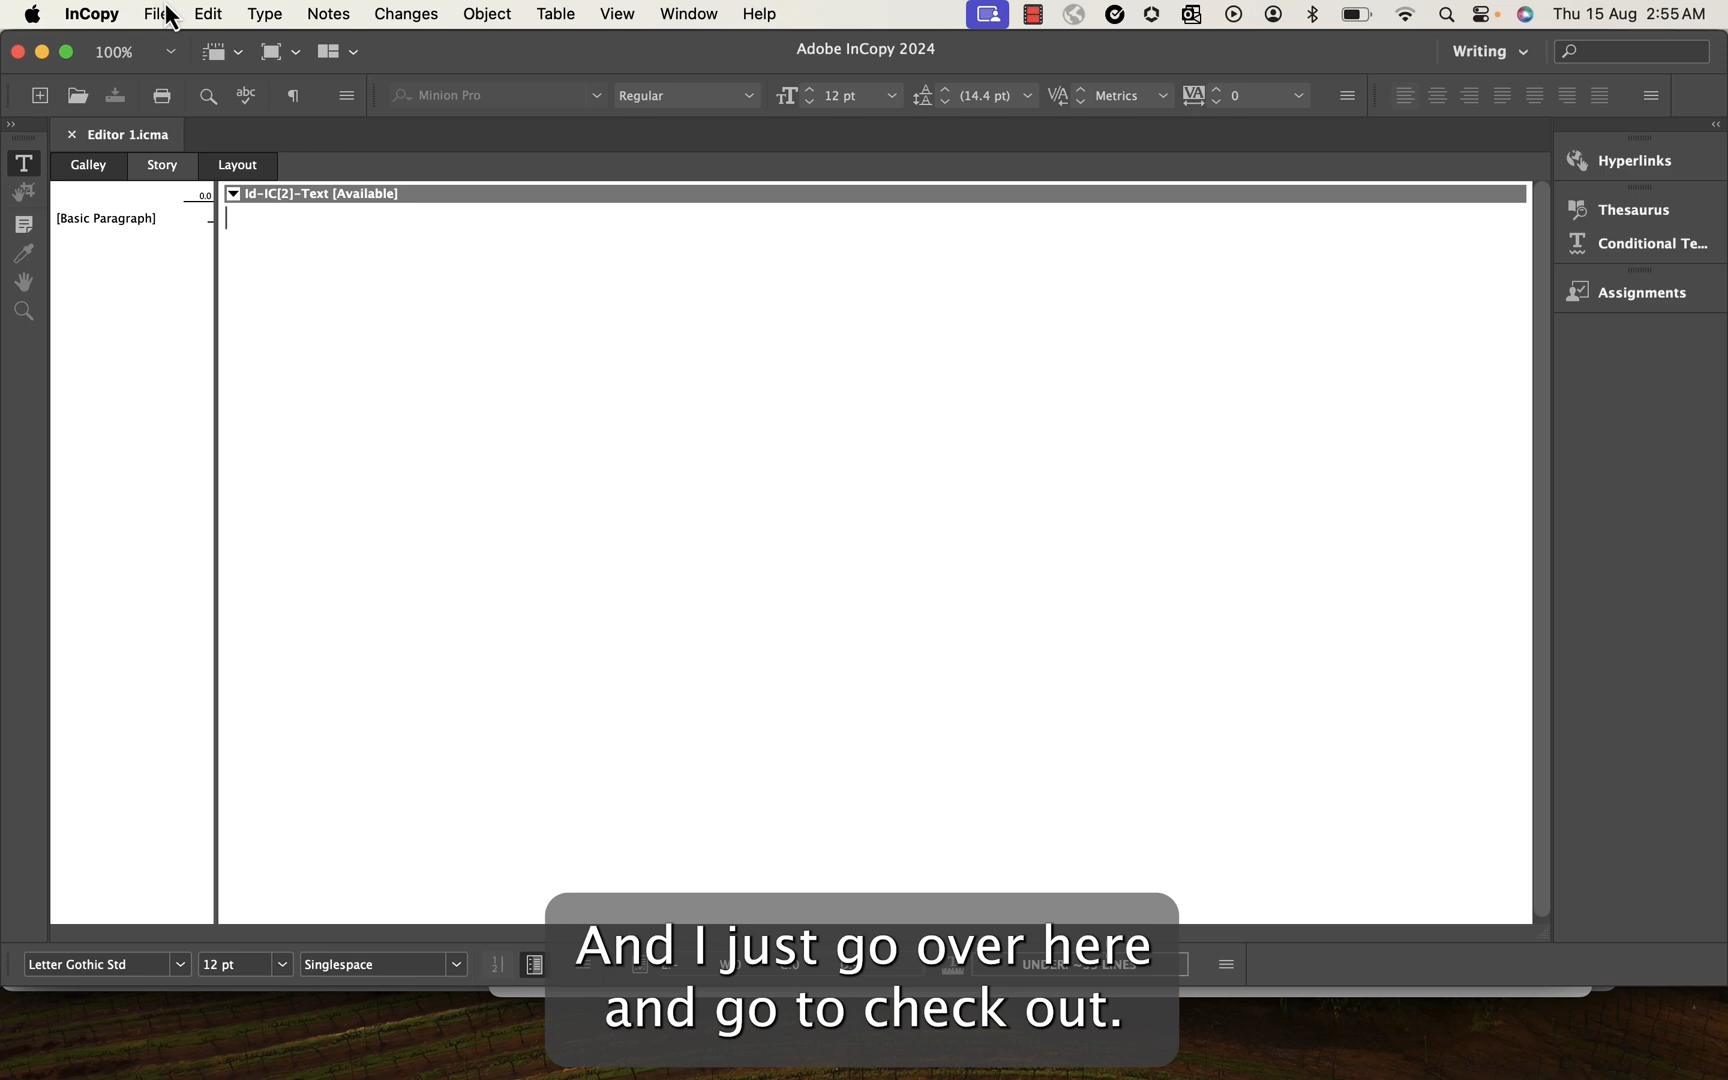 InCopy File Edit Type Notes Changes Object Table View Window Help Thu 15 Aug 2:55 AM
100% Adobe InCopy 2024 Writing
abc Minion Pro Regular 12 pt (14.4 pt) Metrics 0
Editor 1.icma
Galley Story Layout
0.0 Id-IC[2]-Text [Available]
[Basic Paragraph]
Hyperlinks
Thesaurus
Conditional Te...
Assignments
Letter Gothic Std 12 pt Singlespace
And I just go over here
and go to check out.